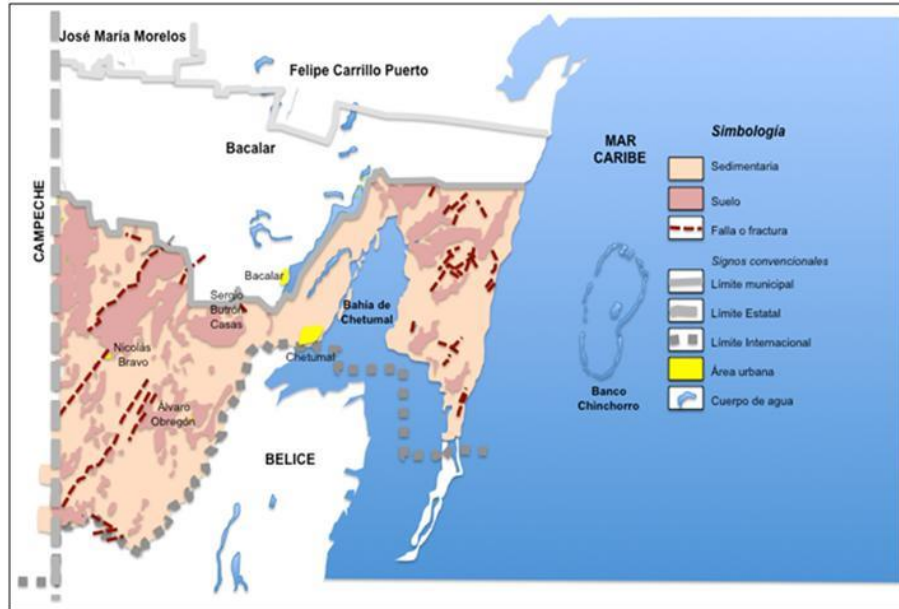 José María Morelos
Felipe Carrillo Puerto
Bacalar
CAMPECHE
MAR
CARIBE
Bacalar
Sergio
Butrón
Casas
Bahía de
Chetumal
Nicolás
Bravo
Chetumal
Álvaro
Obregón
BELICE
Banco
Chinchorro
Simbología
Sedimentaria
Suelo
Falla o fractura
Signos convencionales
Límite municipal
Límite Estatal
Límite Internacional
Área urbana
Cuerpo de agua